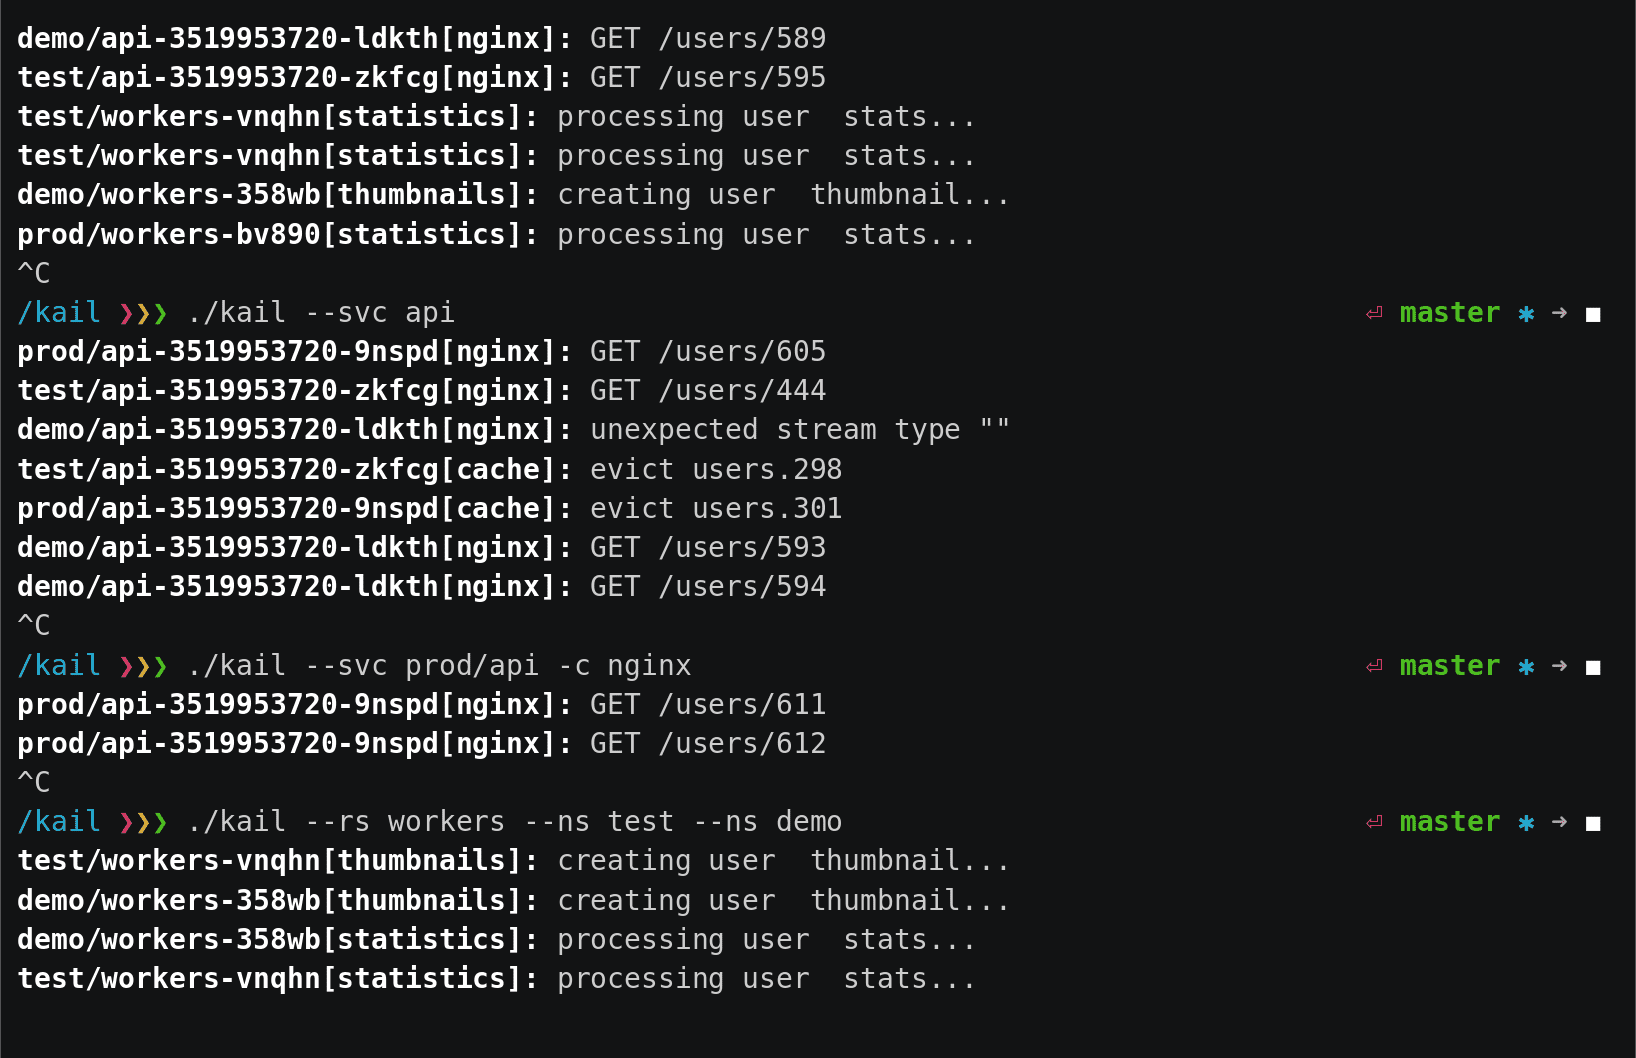 demo/api-3519953720-ldkth[nginx]: GET /users/589
test/api-3519953720-zkfcg[nginx]: GET /users/595
test/workers-vnqhn[statistics]: processing user  stats...
test/workers-vnqhn[statistics]: processing user  stats...
demo/workers-358wb[thumbnails]: creating user  thumbnail...
prod/workers-bv890[statistics]: processing user  stats...
^C
/kail ❯❯❯ ./kail --svc api ⏎ master ✱ ➜ ◼
prod/api-3519953720-9nspd[nginx]: GET /users/605
test/api-3519953720-zkfcg[nginx]: GET /users/444
demo/api-3519953720-ldkth[nginx]: unexpected stream type ""
test/api-3519953720-zkfcg[cache]: evict users.298
prod/api-3519953720-9nspd[cache]: evict users.301
demo/api-3519953720-ldkth[nginx]: GET /users/593
demo/api-3519953720-ldkth[nginx]: GET /users/594
^C
/kail ❯❯❯ ./kail --svc prod/api -c nginx ⏎ master ✱ ➜ ◼
prod/api-3519953720-9nspd[nginx]: GET /users/611
prod/api-3519953720-9nspd[nginx]: GET /users/612
^C
/kail ❯❯❯ ./kail --rs workers --ns test --ns demo ⏎ master ✱ ➜ ◼
test/workers-vnqhn[thumbnails]: creating user  thumbnail...
demo/workers-358wb[thumbnails]: creating user  thumbnail...
demo/workers-358wb[statistics]: processing user  stats...
test/workers-vnqhn[statistics]: processing user  stats...